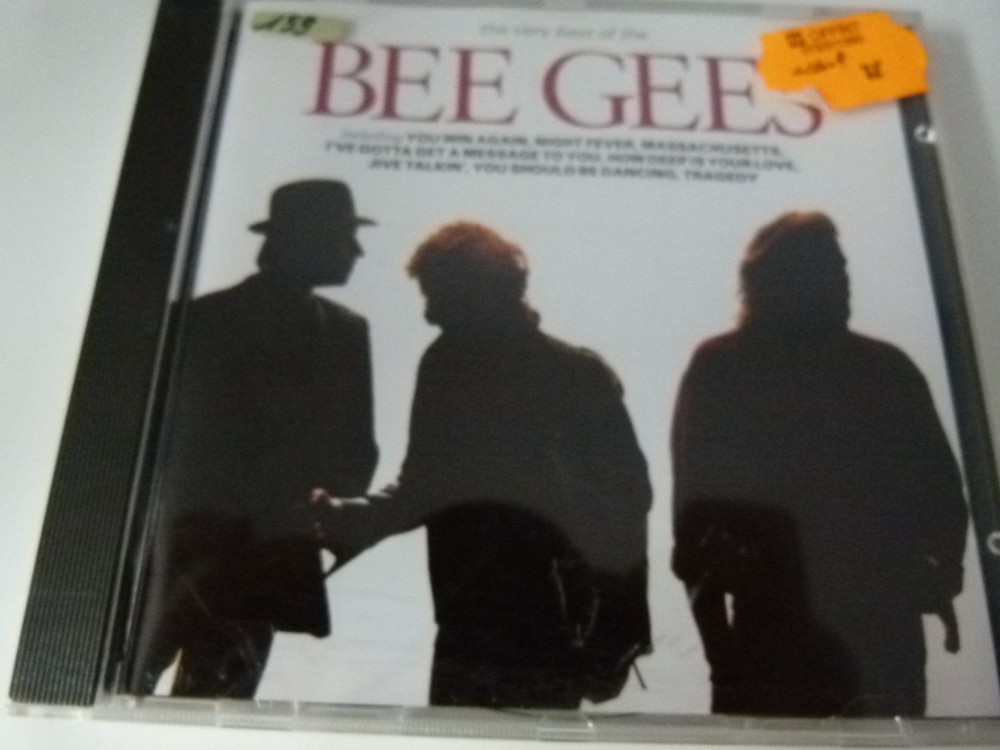 159
the very best of the
BEE GEES
including YOU WIN AGAIN, NIGHT FEVER, MASSACHUSETTS,
I'VE GOTTA GET A MESSAGE TO YOU, HOW DEEP IS YOUR LOVE,
JIVE TALKIN', YOU SHOULD BE DANCING, TRAGEDY